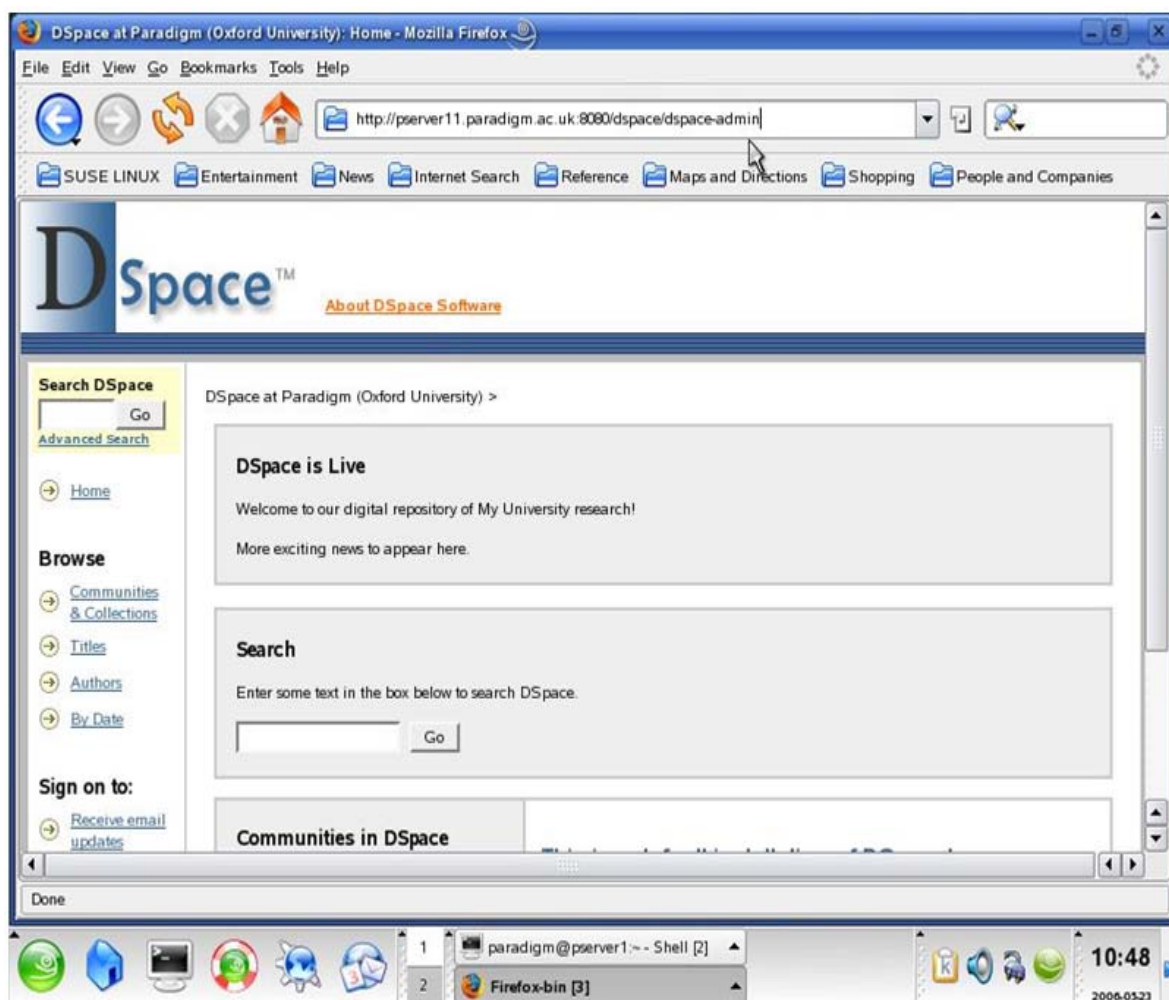 DSpace at Paradigm (Oxford University): Home - Mozilla Firefox
File Edit View Go Bookmarks Tools Help
http://pserver11.paradigm.ac.uk:8080/dspace/dspace-admin
SUSE LINUX Entertainment News Internet Search Reference Maps and Directions Shopping People and Companies
DSpace™
About DSpace Software
Search DSpace
Go
Advanced Search
Home
Browse
Communities
& Collections
Titles
Authors
By Date
Sign on to:
Receive email
updates
DSpace at Paradigm (Oxford University) >
DSpace is Live
Welcome to our digital repository of My University research!
More exciting news to appear here.
Search
Enter some text in the box below to search DSpace.
Go
Communities in DSpace
Done
1
2
paradigm@pserver1:~ - Shell [2]
Firefox-bin [3]
10:48
2006-05-23